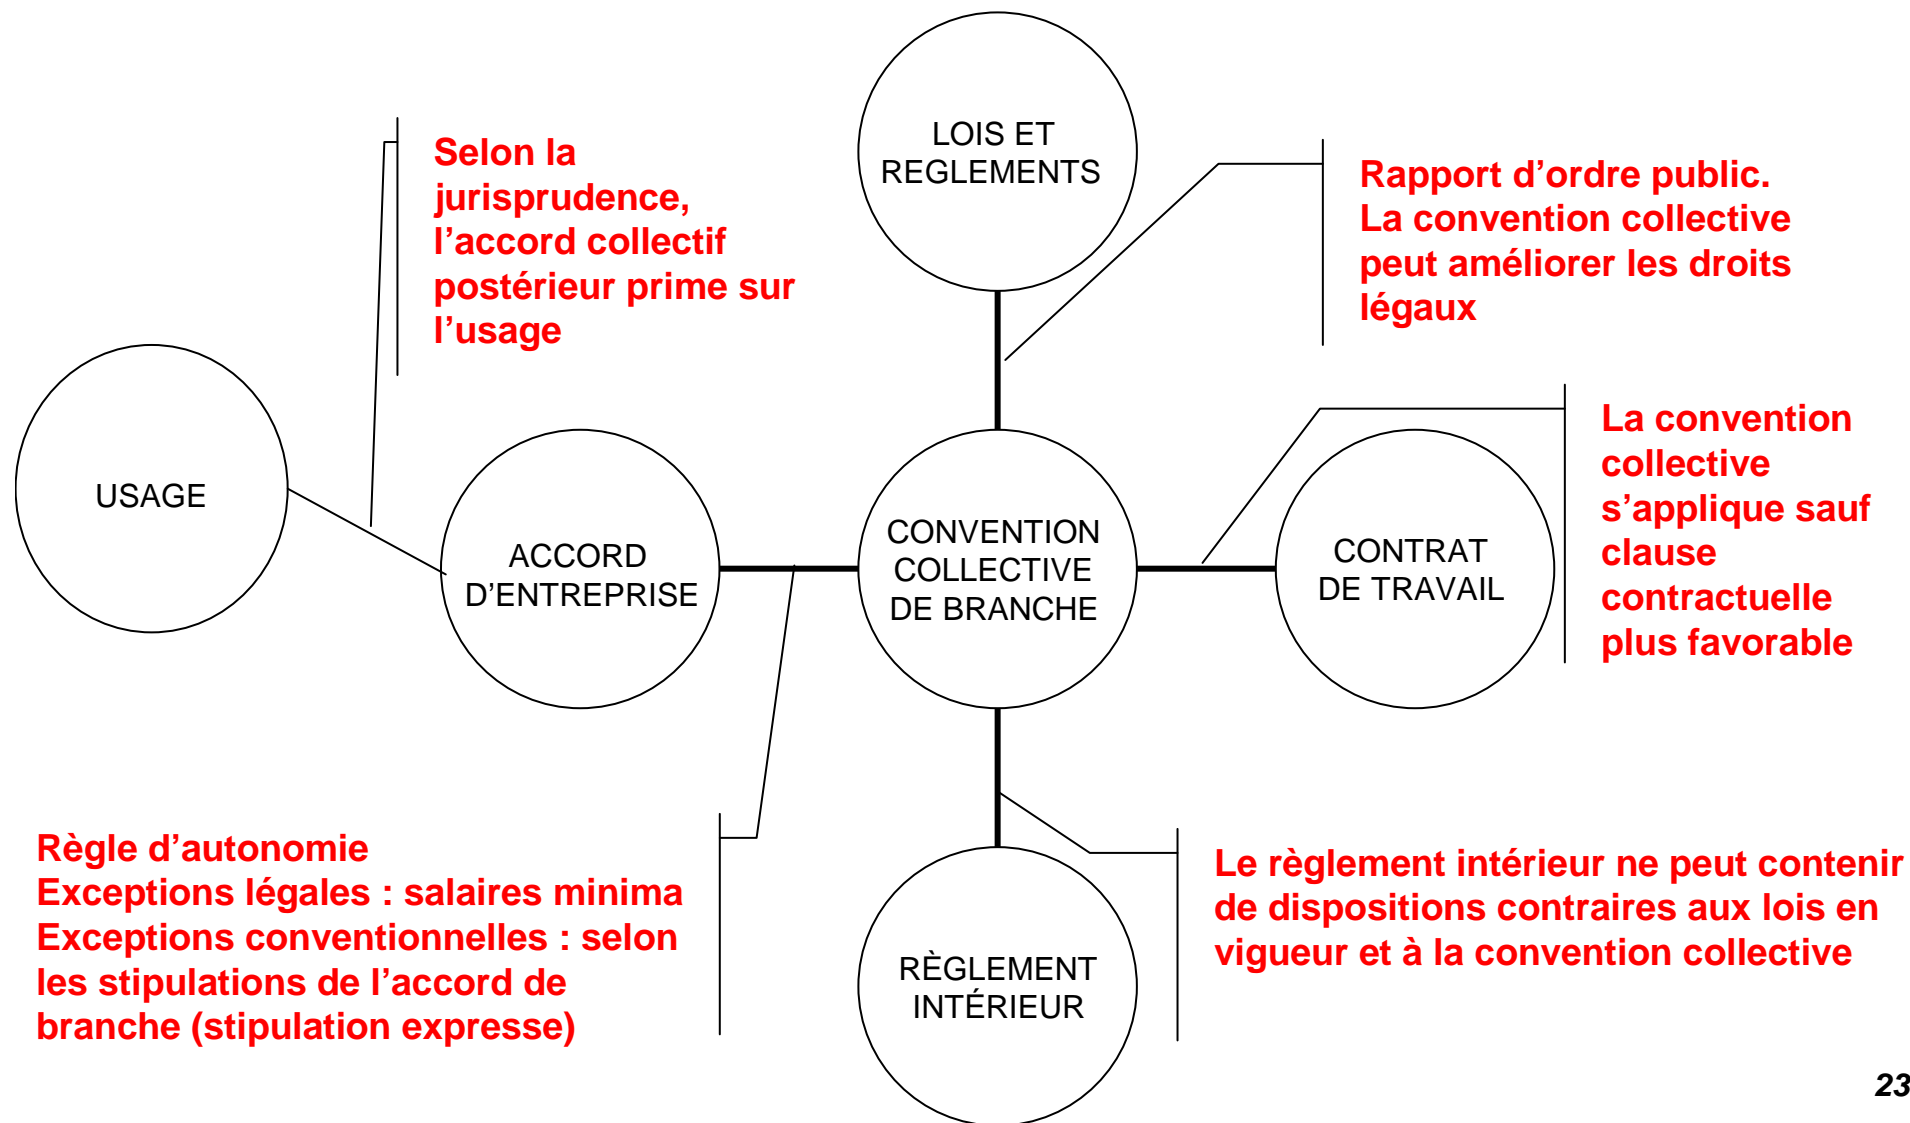 LOIS ET
REGLEMENTS
Selon la
jurisprudence,
l’accord collectif
postérieur prime sur
l’usage
Rapport d’ordre public.
La convention collective
peut améliorer les droits
légaux
USAGE
ACCORD
D’ENTREPRISE
CONVENTION
COLLECTIVE
DE BRANCHE
CONTRAT
DE TRAVAIL
La convention
collective
s’applique sauf
clause
contractuelle
plus favorable
Règle d’autonomie
Exceptions légales : salaires minima
Exceptions conventionnelles : selon
les stipulations de l’accord de
branche (stipulation expresse)
RÈGLEMENT
INTÉRIEUR
Le règlement intérieur ne peut contenir
de dispositions contraires aux lois en
vigueur et à la convention collective
23